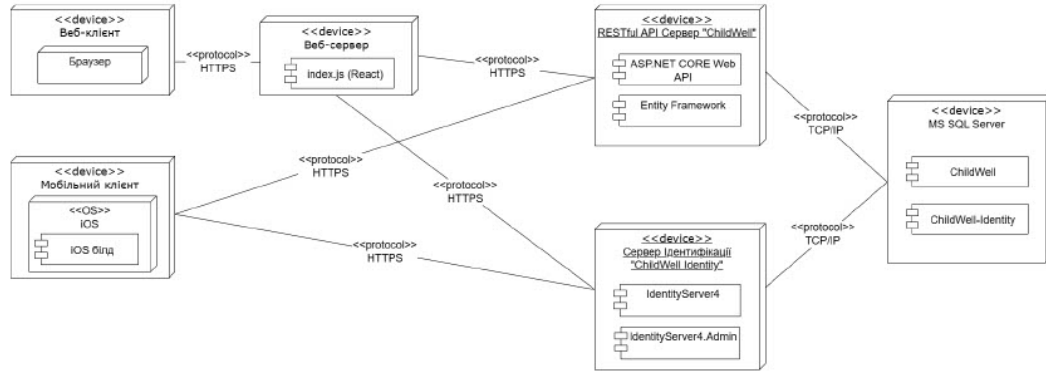 <<device>>
Веб-клієнт
Браузер
<<protocol>>
HTTPS
<<device>>
Веб-сервер
index.js (React)
<<protocol>>
HTTPS
<<device>>
RESTful API Сервер "ChildWell"
ASP.NET CORE Web
API
Entity Framework
<<protocol>>
TCP/IP
<<device>>
MS SQL Server
ChildWell
ChildWell-Identity
<<device>>
Мобільний клієнт
<<OS>>
iOS
iOS білд
<<protocol>>
HTTPS
<<protocol>>
HTTPS
<<protocol>>
HTTPS
<<device>>
Сервер Ідентифікації
"ChildWell Identity"
IdentityServer4
IdentityServer4.Admin
<<protocol>>
TCP/IP